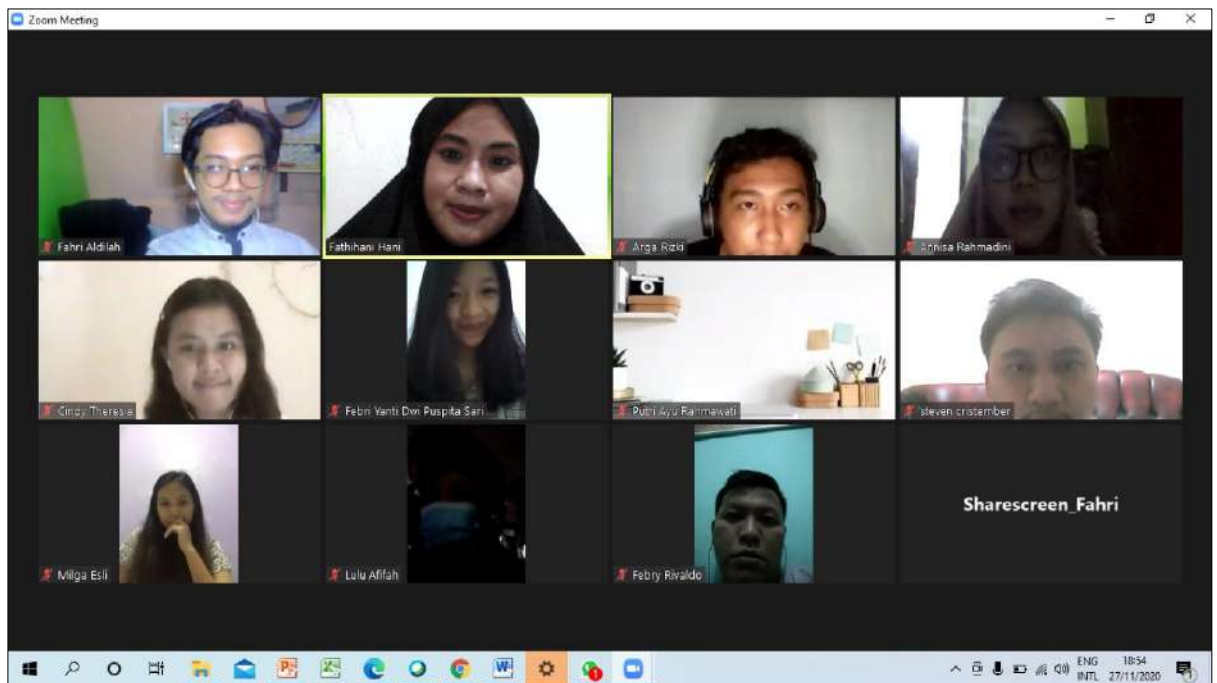 Zoom Meeting
Fahri Aldilah
Fathihani Hani
Arga Rizki
Annisa Rahmadini
Cindy Theresia
Febri Yanti Dwi Puspita Sari
Putri Ayu Rahmawati
steven cristember
Milga Esli
Lulu Afifah
Febry Rivaldo
Sharescreen_Fahri
ENG
INTL
18:54
27/11/2020